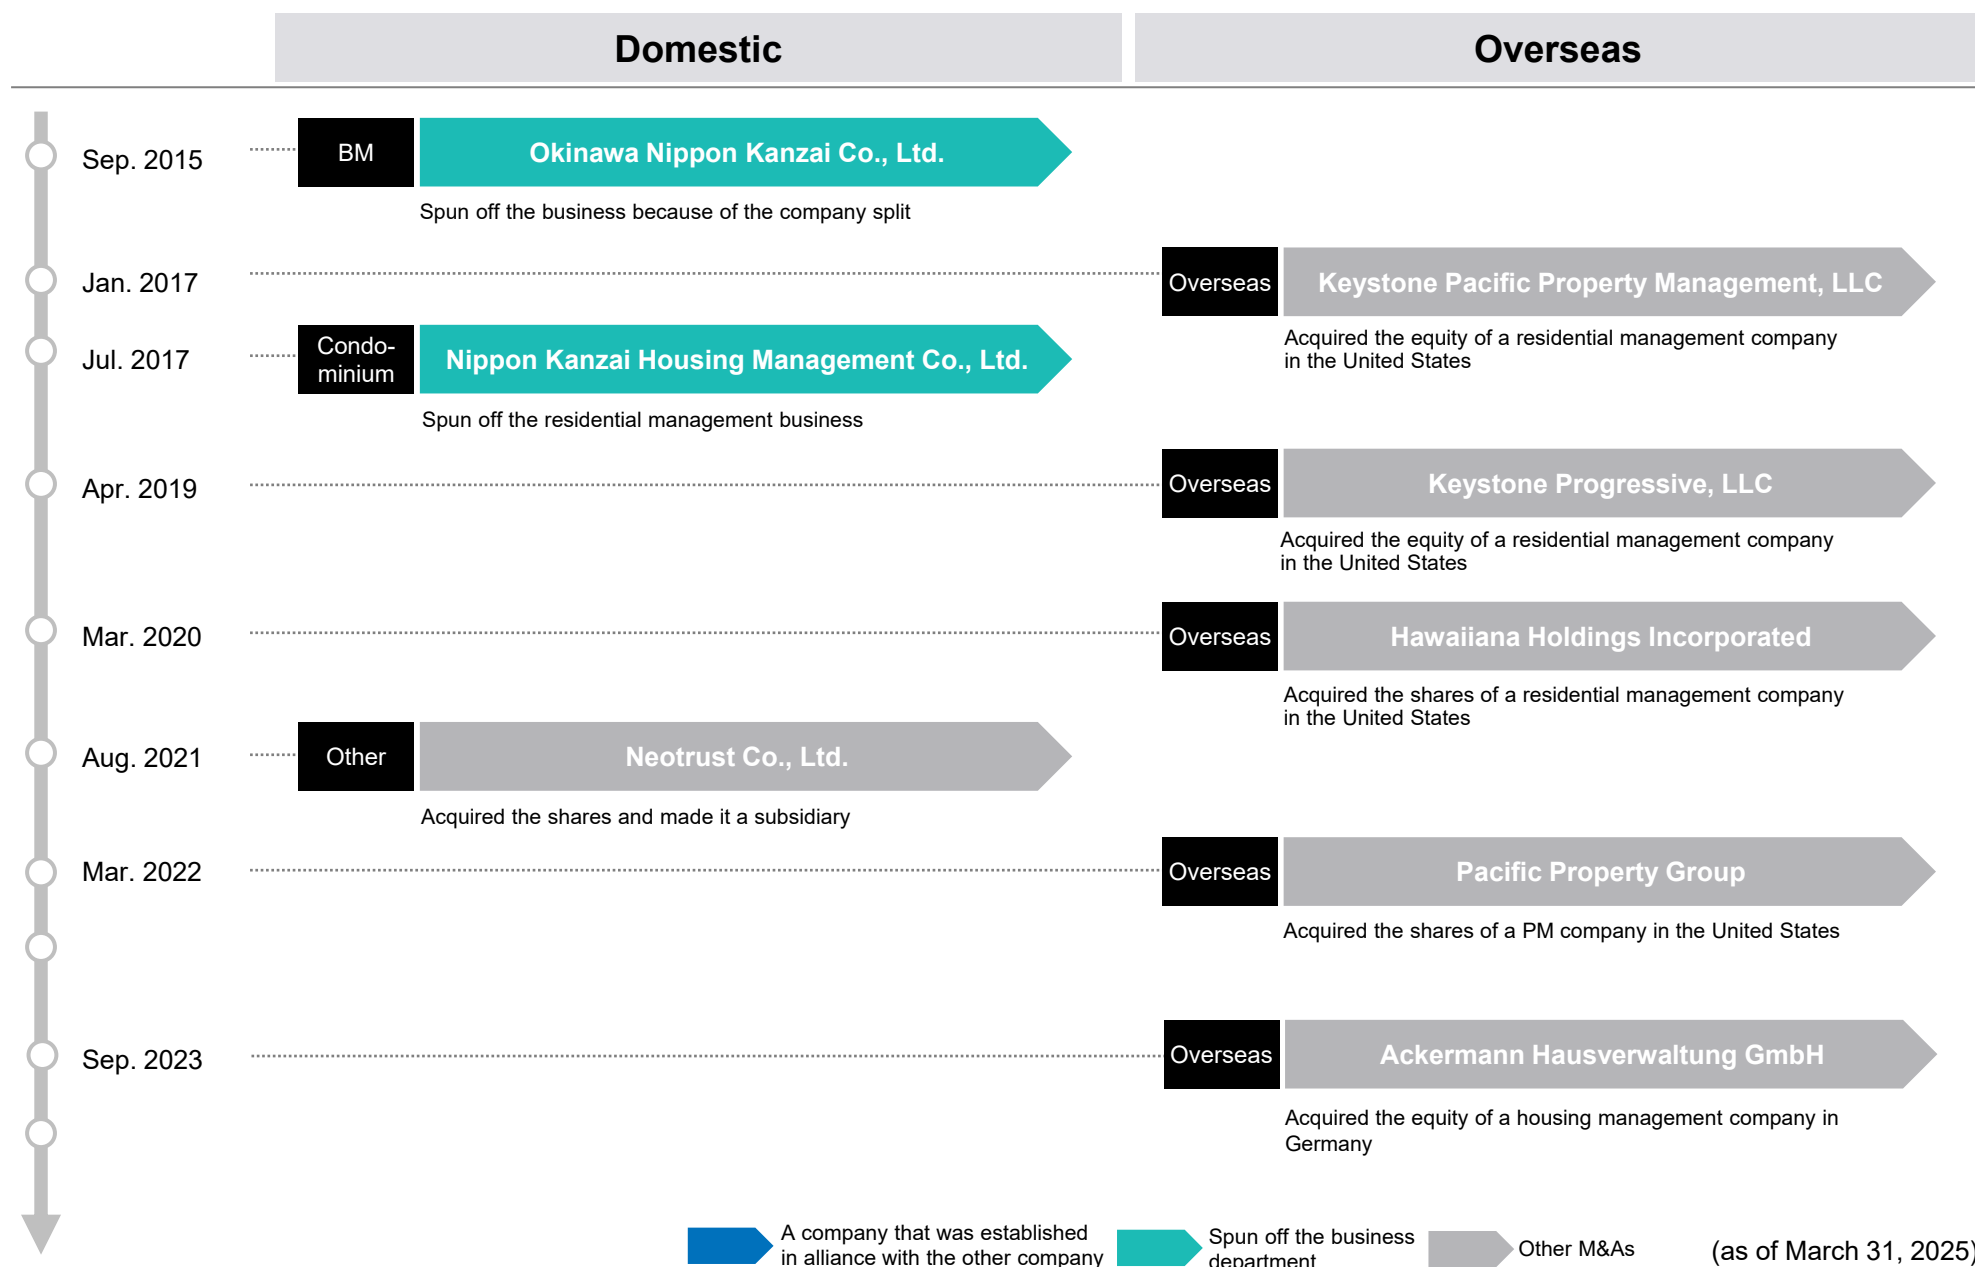 Domestic
Overseas
Sep. 2015
BM
Okinawa Nippon Kanzai Co., Ltd.
Spun off the business because of the company split
Jan. 2017
Overseas
Keystone Pacific Property Management, LLC
Acquired the equity of a residential management company
in the United States
Jul. 2017
Condo-
minium
Nippon Kanzai Housing Management Co., Ltd.
Spun off the residential management business
Apr. 2019
Overseas
Keystone Progressive, LLC
Acquired the equity of a residential management company
in the United States
Mar. 2020
Overseas
Hawaiiana Holdings Incorporated
Acquired the shares of a residential management company
in the United States
Aug. 2021
Other
Neotrust Co., Ltd.
Acquired the shares and made it a subsidiary
Mar. 2022
Overseas
Pacific Property Group
Acquired the shares of a PM company in the United States
Sep. 2023
Overseas
Ackermann Hausverwaltung GmbH
Acquired the equity of a housing management company in
Germany
A company that was established
in alliance with the other company
Spun off the business
department
Other M&As
(as of March 31, 2025)